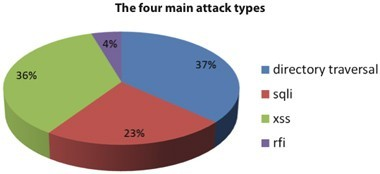 The four main attack types
4%
37%
36%
23%
directory traversal
sqli
xss
rfi